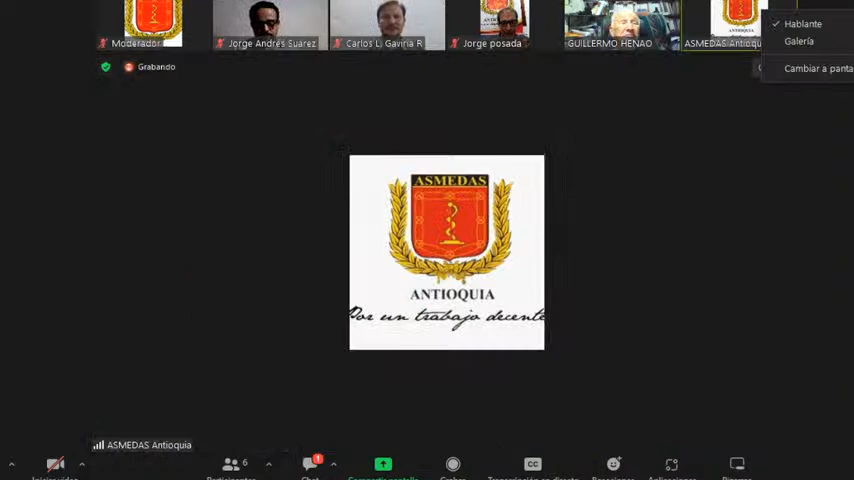 Moderador
Jorge Andrés Suarez
Carlos L. Gaviria R
Jorge posada
GUILLERMO HENAO
ASMEDAS Antioqu
Hablante
Galería
Cambiar a panta
Grabando
ASMEDAS
ANTIOQUIA
Por un trabajo decente
ASMEDAS Antioquia
6
1
CC